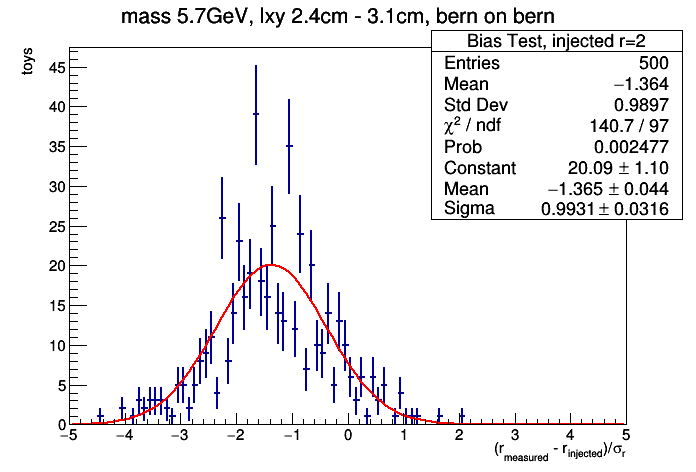 mass 5.7GeV, lxy 2.4cm - 3.1cm, bern on bern
Bias Test, injected r=2
Entries 500
Mean −1.364
Std Dev 0.9897
χ² / ndf 140.7 / 97
Prob 0.002477
Constant 20.09 ± 1.10
Mean −1.365 ± 0.044
Sigma 0.9931 ± 0.0316
toys
45
40
35
30
25
20
15
10
5
0
−5 −4 −3 −2 −1 0 1 2 3 4 5
(r_measured - r_injected)/σ_r